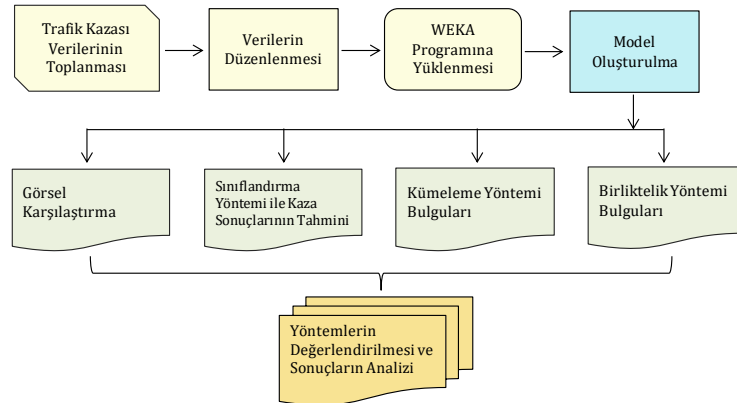 Trafik Kazası
Verilerinin
Toplanması
Verilerin
Düzenlenmesi
WEKA
Programına
Yüklenmesi
Model
Oluşturulma
Görsel
Karşılaştırma
Sınıflandırma
Yöntemi ile Kaza
Sonuçlarının Tahmini
Kümeleme Yöntemi
Bulguları
Birliktelik Yöntemi
Bulguları
Yöntemlerin
Değerlendirilmesi ve
Sonuçların Analizi